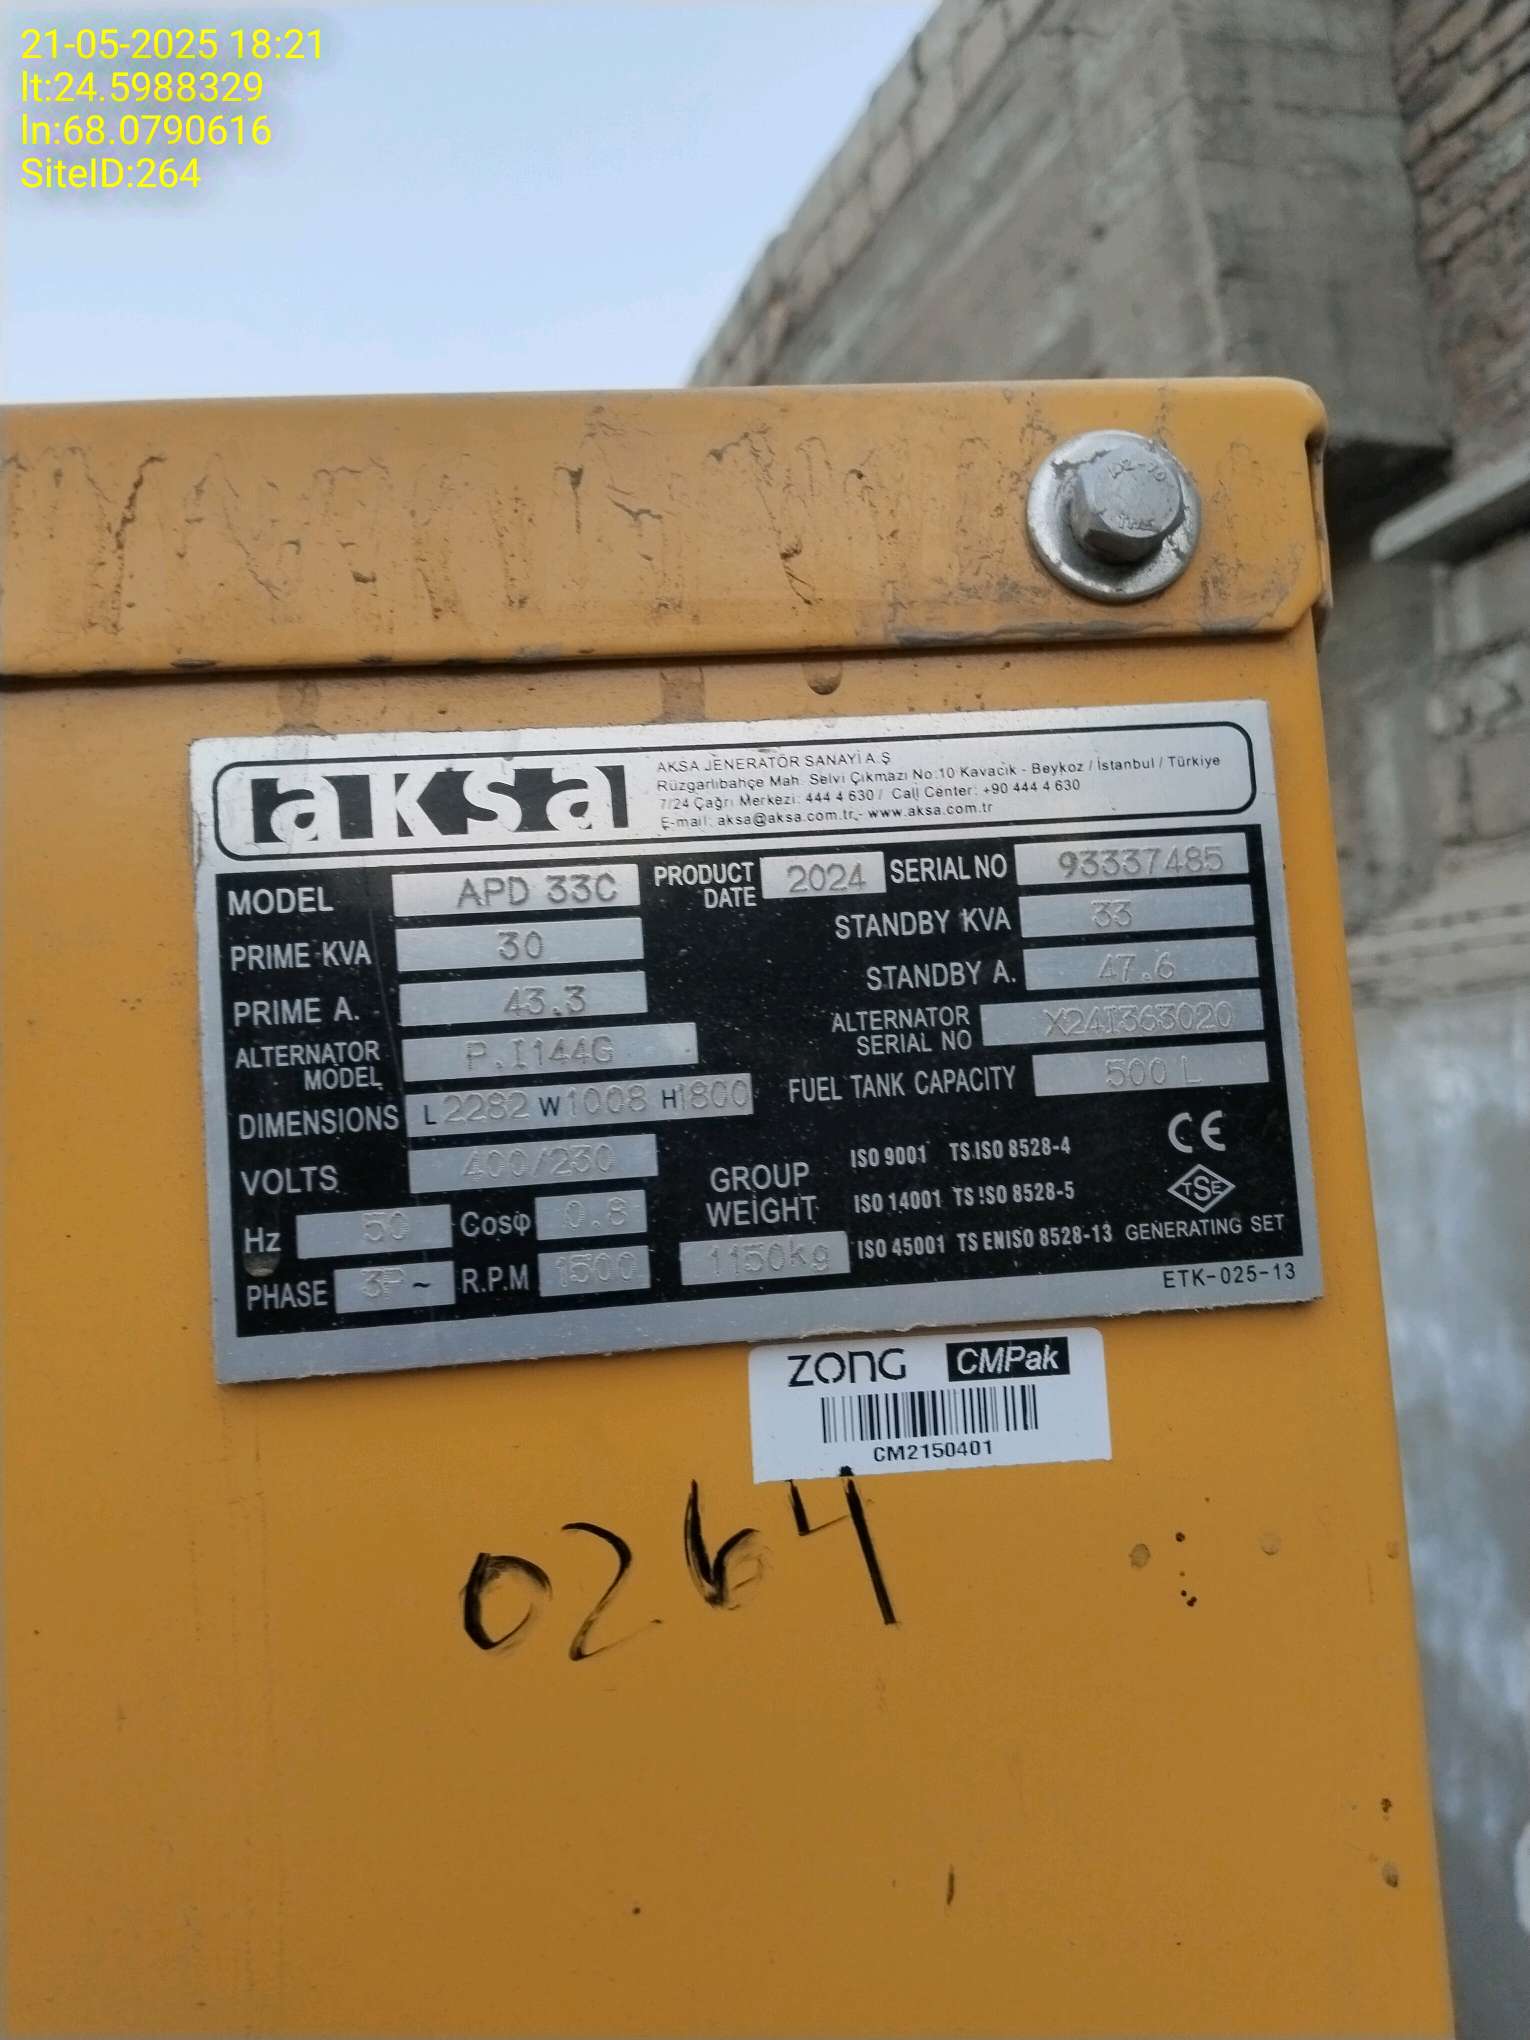 21-05-2025 18:21
lt:24.5988329
ln:68.0790616
SiteID:264
aksa
AKSA JENERATÖR SANAYİ A.Ş
Rüzgarlıbahçe Mah. Selvi Çıkmazı No:10 Kavacık - Beykoz / İstanbul / Türkiye
7/24 Çağrı Merkezi: 444 4 630 / Call Center: +90 444 4 630
E-mail: aksa@aksa.com.tr - www.aksa.com.tr
MODEL APD 33C PRODUCT DATE 2024 SERIAL NO 93337485
PRIME KVA 30 STANDBY KVA 33
PRIME A. 43.3 STANDBY A. 47.6
ALTERNATOR MODEL P.I144G ALTERNATOR SERIAL NO X24I363020
DIMENSIONS L 2282 W 1008 H 1800 FUEL TANK CAPACITY 500 L
VOLTS 400/230 GROUP WEIGHT 1150kg
Hz 50 Cosφ 0.8
PHASE 3P ~ R.P.M 1500
ISO 9001 TS ISO 8528-4 CE
ISO 14001 TS ISO 8528-5 TSE
ISO 45001 TS EN ISO 8528-13 GENERATING SET
ETK-025-13
ZONG CMPak
CM2150401
0264